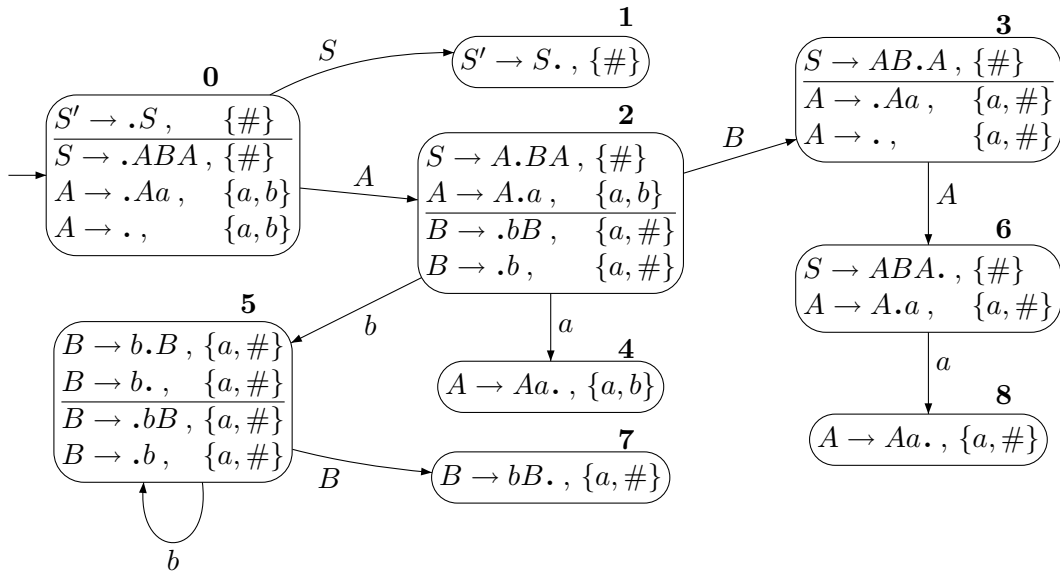 0
S′ → .S , {#}
S → .ABA , {#}
A → .Aa , {a, b}
A → . , {a, b}
S
1
S′ → S. , {#}
A
2
S → A.BA , {#}
A → A.a , {a, b}
B → .bB , {a, #}
B → .b , {a, #}
B
3
S → AB.A , {#}
A → .Aa , {a, #}
A → . , {a, #}
A
b
a
5
B → b.B , {a, #}
B → b. , {a, #}
B → .bB , {a, #}
B → .b , {a, #}
b
B
4
A → Aa. , {a, b}
7
B → bB. , {a, #}
6
S → ABA. , {#}
A → A.a , {a, #}
a
8
A → Aa. , {a, #}